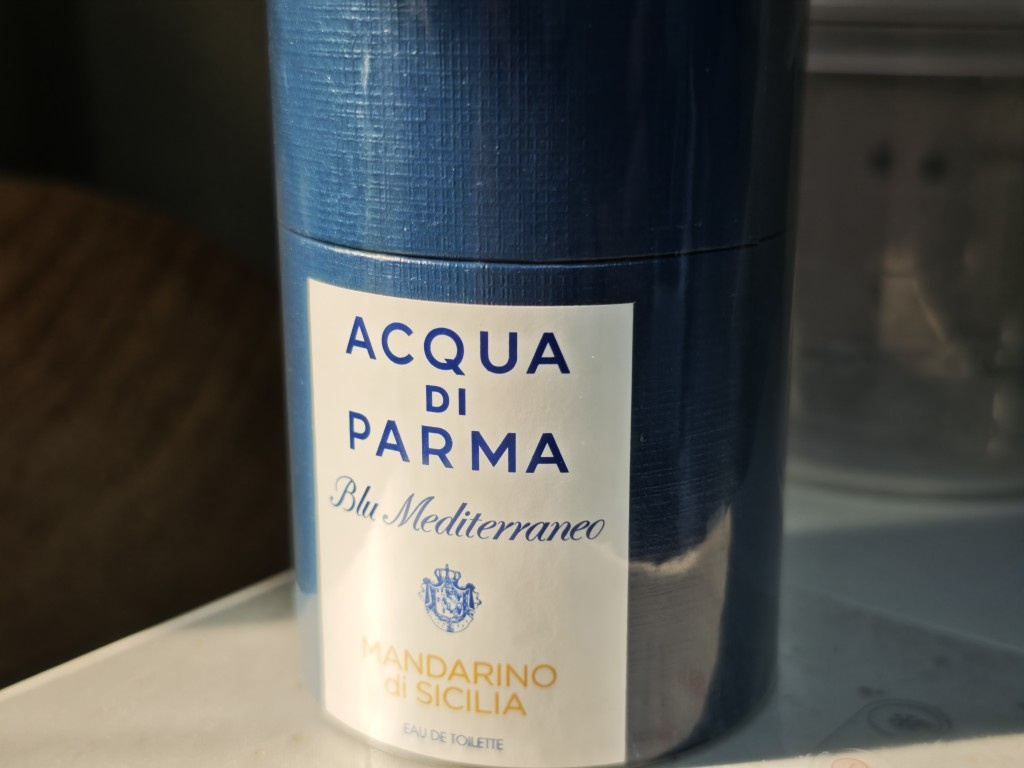 ACQUA
DI
PARMA
Blu Mediterraneo
MANDARINO
di SICILIA
EAU DE TOILETTE